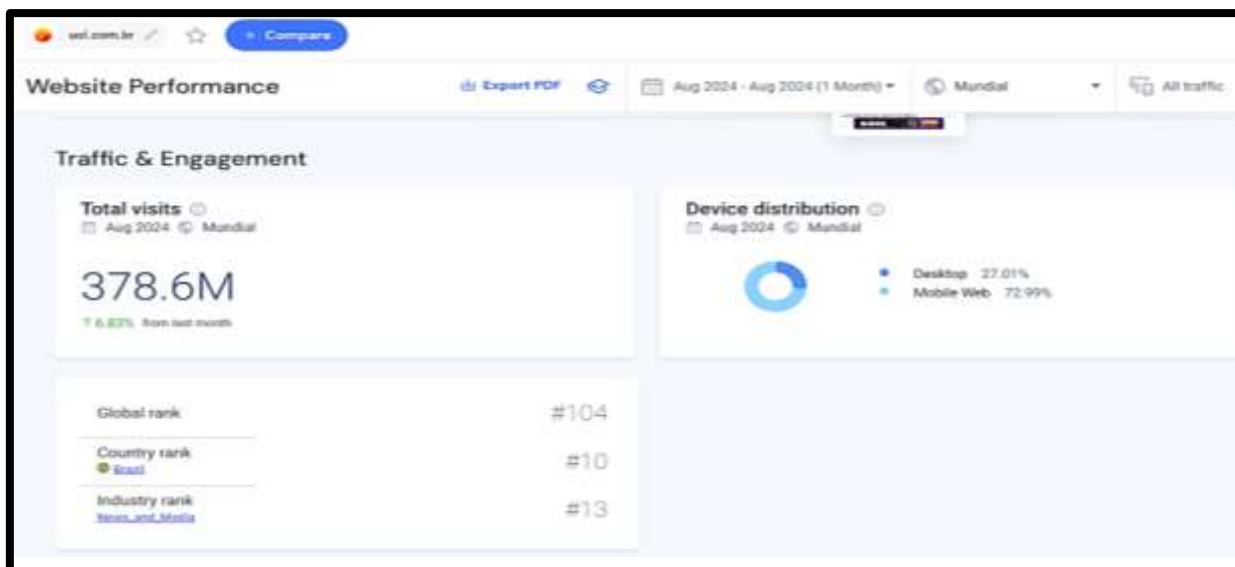 uol.com.br + Compare
Website Performance Export PDF Aug 2024 - Aug 2024 (1 Month) Mundial All traffic
Traffic & Engagement
Total visits
Aug 2024 Mundial
378.6M
6.83% from last month
Device distribution
Aug 2024 Mundial
Desktop 27.01%
Mobile Web 72.99%
Global rank #104
Country rank #10
Brazil
Industry rank #13
News_and_Media